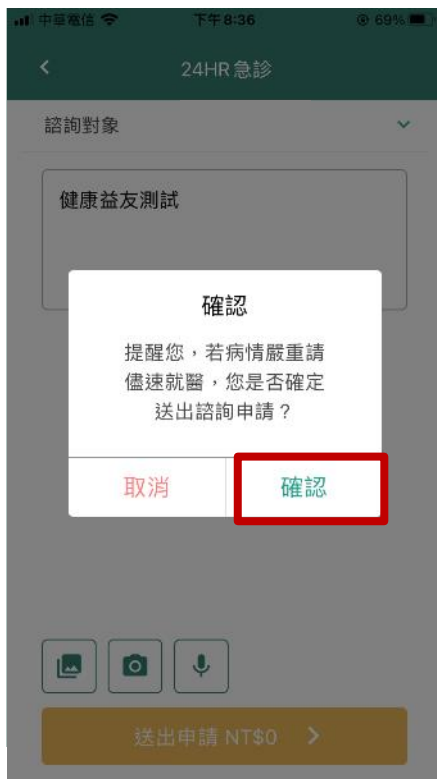 中華電信 下午8:36 69%
24HR急診
諮詢對象
健康益友測試
確認
提醒您，若病情嚴重請
儘速就醫，您是否確定
送出諮詢申請？
取消 確認
送出申請 NT$0